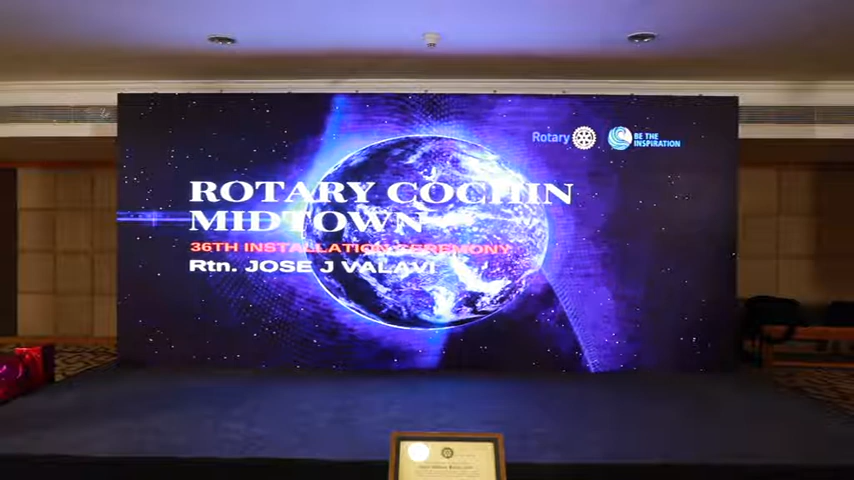 Rotary
BE THE
INSPIRATION
ROTARY COCHIN
MIDTOWN
36TH INSTALLATION CEREMONY
Rtn. JOSE J VALAVI